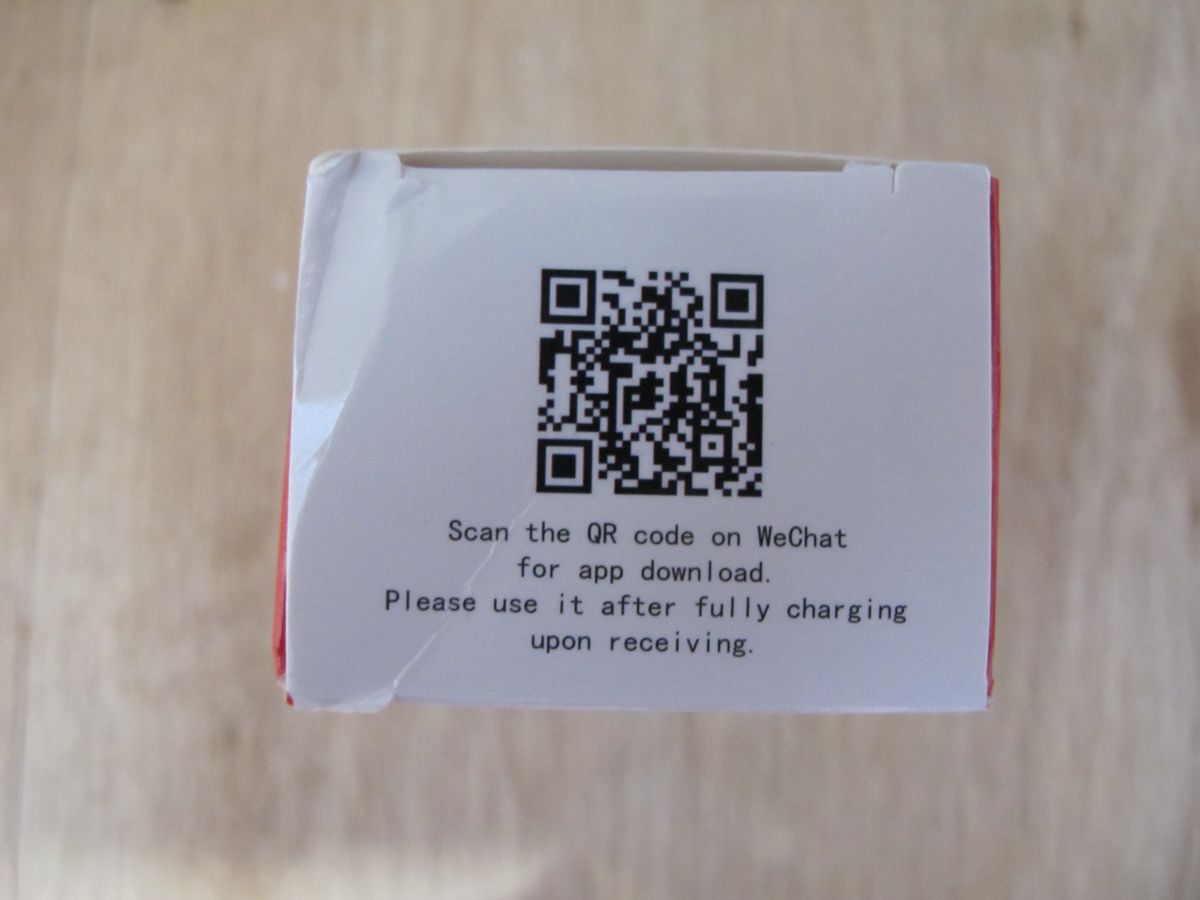 Scan the QR code on WeChat
for app download.
Please use it after fully charging
upon receiving.